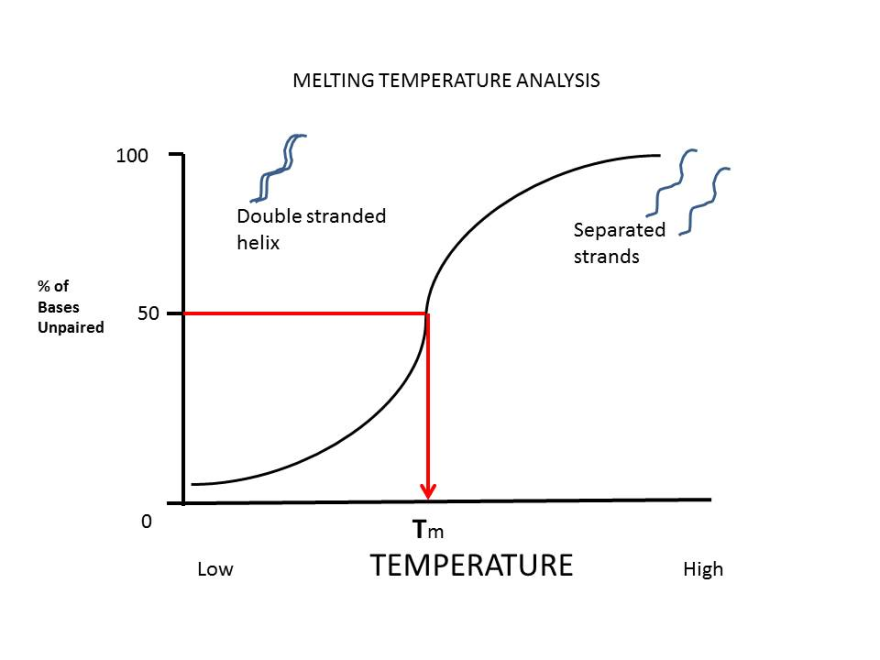 MELTING TEMPERATURE ANALYSIS
100
Double stranded
helix
Separated
strands
% of
Bases
Unpaired
50
0
Tm
Low
TEMPERATURE
High